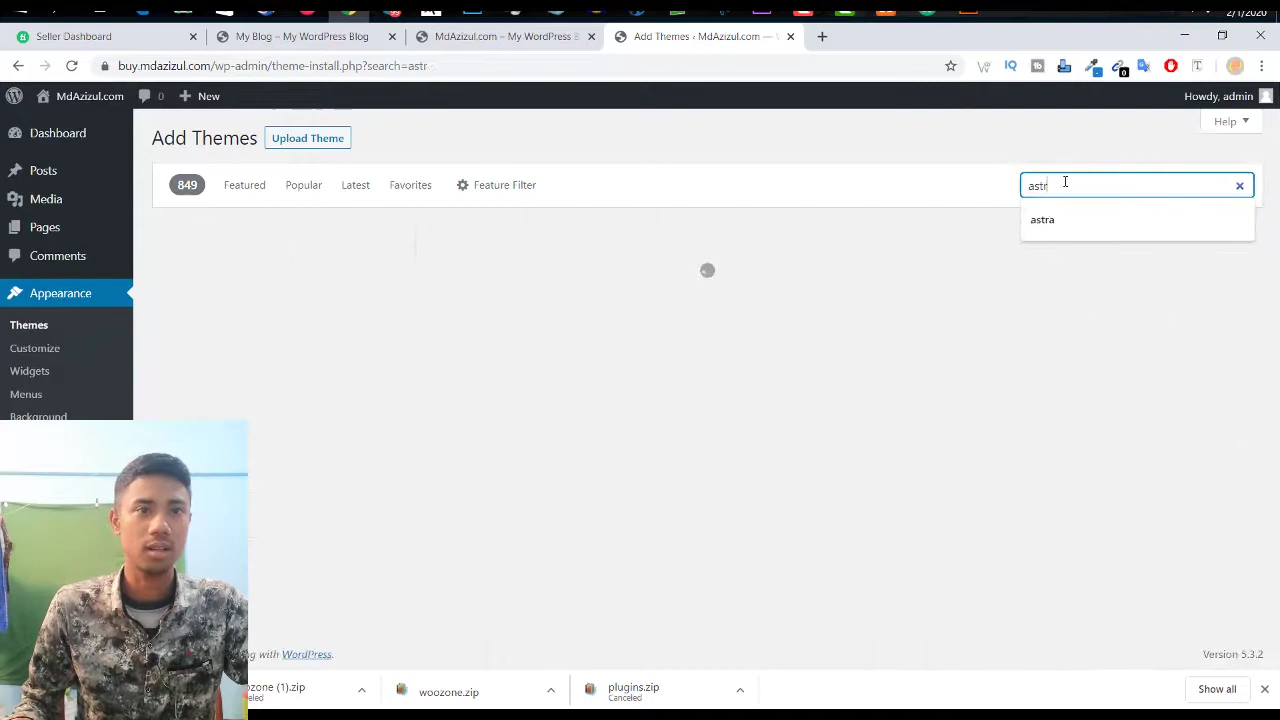 2/1/2020
Seller Dashboard
My Blog – My WordPress Blog
MdAzizul.com – My WordPress B
Add Themes ‹ MdAzizul.com —
buy.mdazizul.com/wp-admin/theme-install.php?search=astr
MdAzizul.com
0
New
Howdy, admin
Dashboard
Posts
Media
Pages
Comments
Appearance
Themes
Customize
Widgets
Menus
Background
Add Themes
Upload Theme
Help
849
Featured
Popular
Latest
Favorites
Feature Filter
astr
astra
ng with WordPress.
Version 5.3.2
ozone (1).zip
eled
woozone.zip
plugins.zip
Canceled
Show all